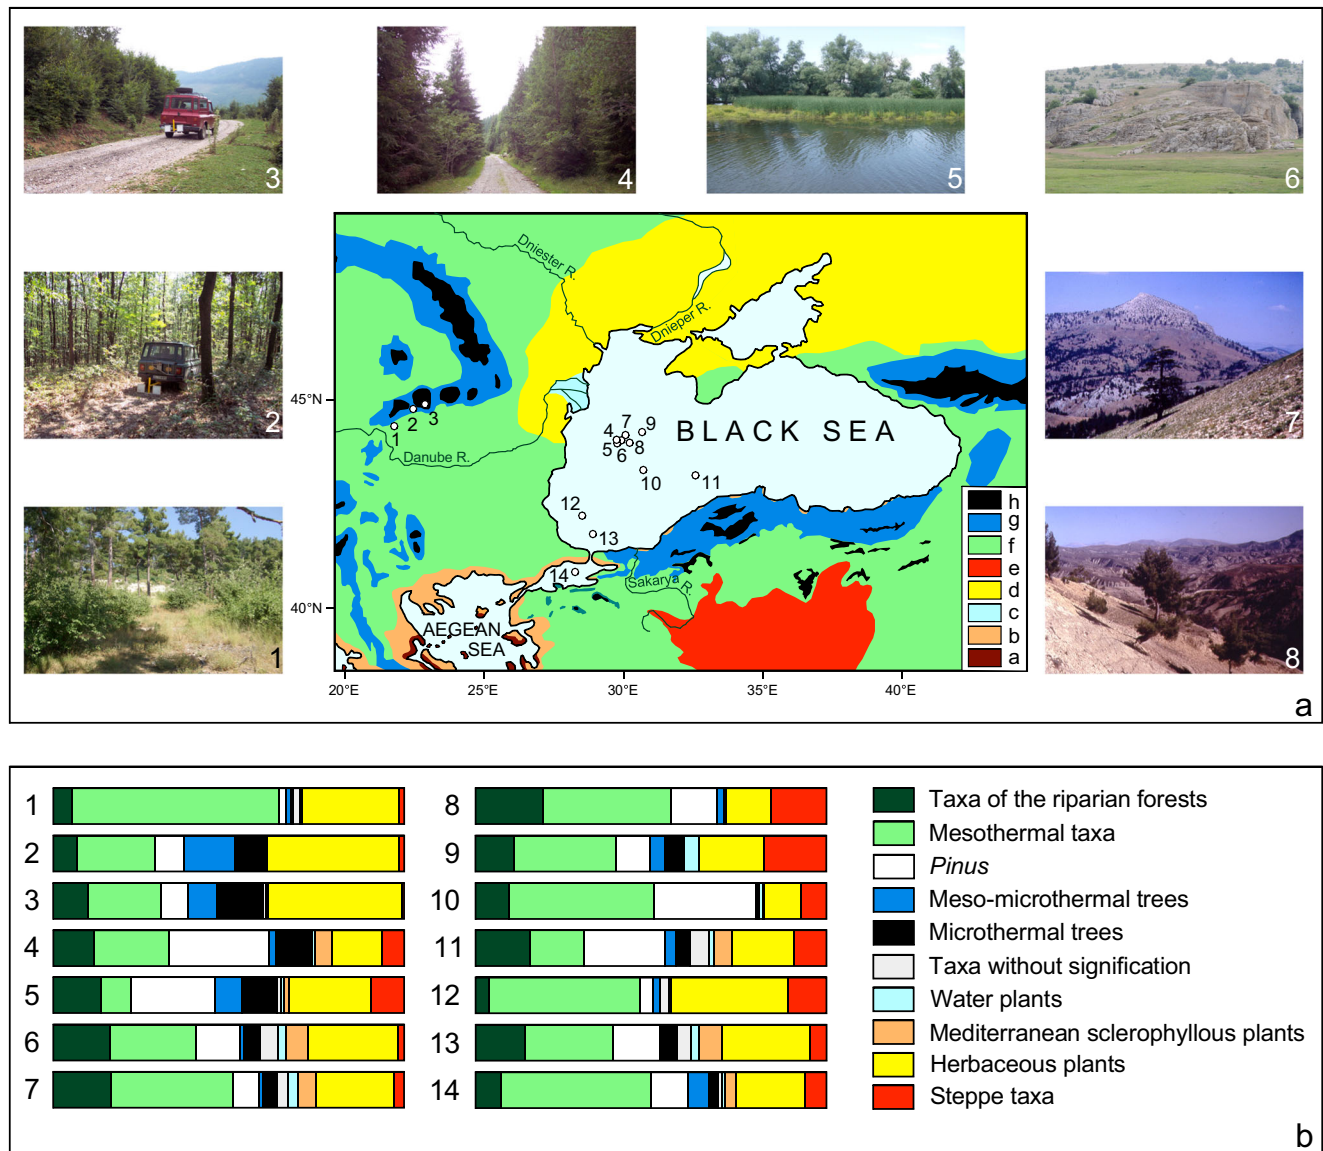 3
4
5
6
2
7
1
8
Dniester R.
Dnieper R.
45°N
2
3
1
Danube R.
4
7
9
5
6
8
10
11
BLACK SEA
12
13
14
Sakarya R.
40°N
AEGEAN
SEA
h
g
f
e
d
c
b
a
20°E
25°E
30°E
35°E
40°E
a
1
2
3
4
5
6
7
8
9
10
11
12
13
14
Taxa of the riparian forests
Mesothermal taxa
Pinus
Meso-microthermal trees
Microthermal trees
Taxa without signification
Water plants
Mediterranean sclerophyllous plants
Herbaceous plants
Steppe taxa
b